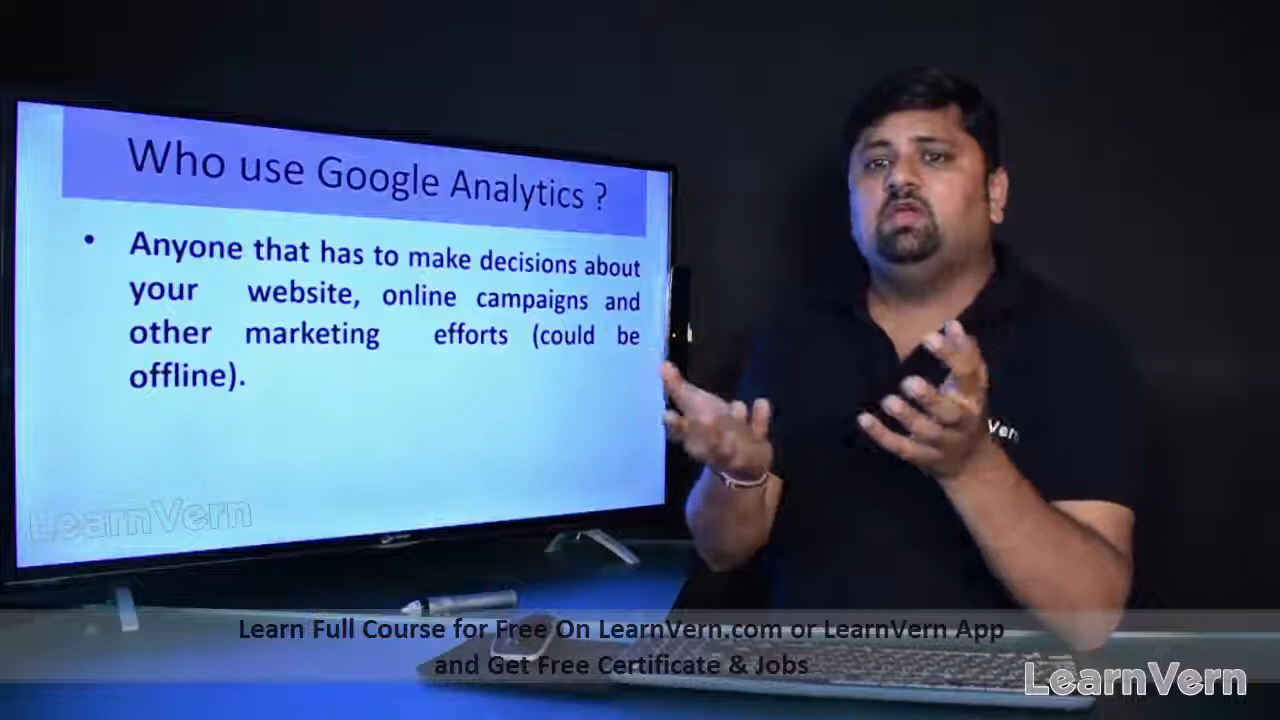 Who use Google Analytics ?
• Anyone that has to make decisions about
your website, online campaigns and
other marketing efforts (could be
offline).
LearnVern
Vern
Learn Full Course for Free On LearnVern.com or LearnVern App
and Get Free Certificate & Jobs
LearnVern